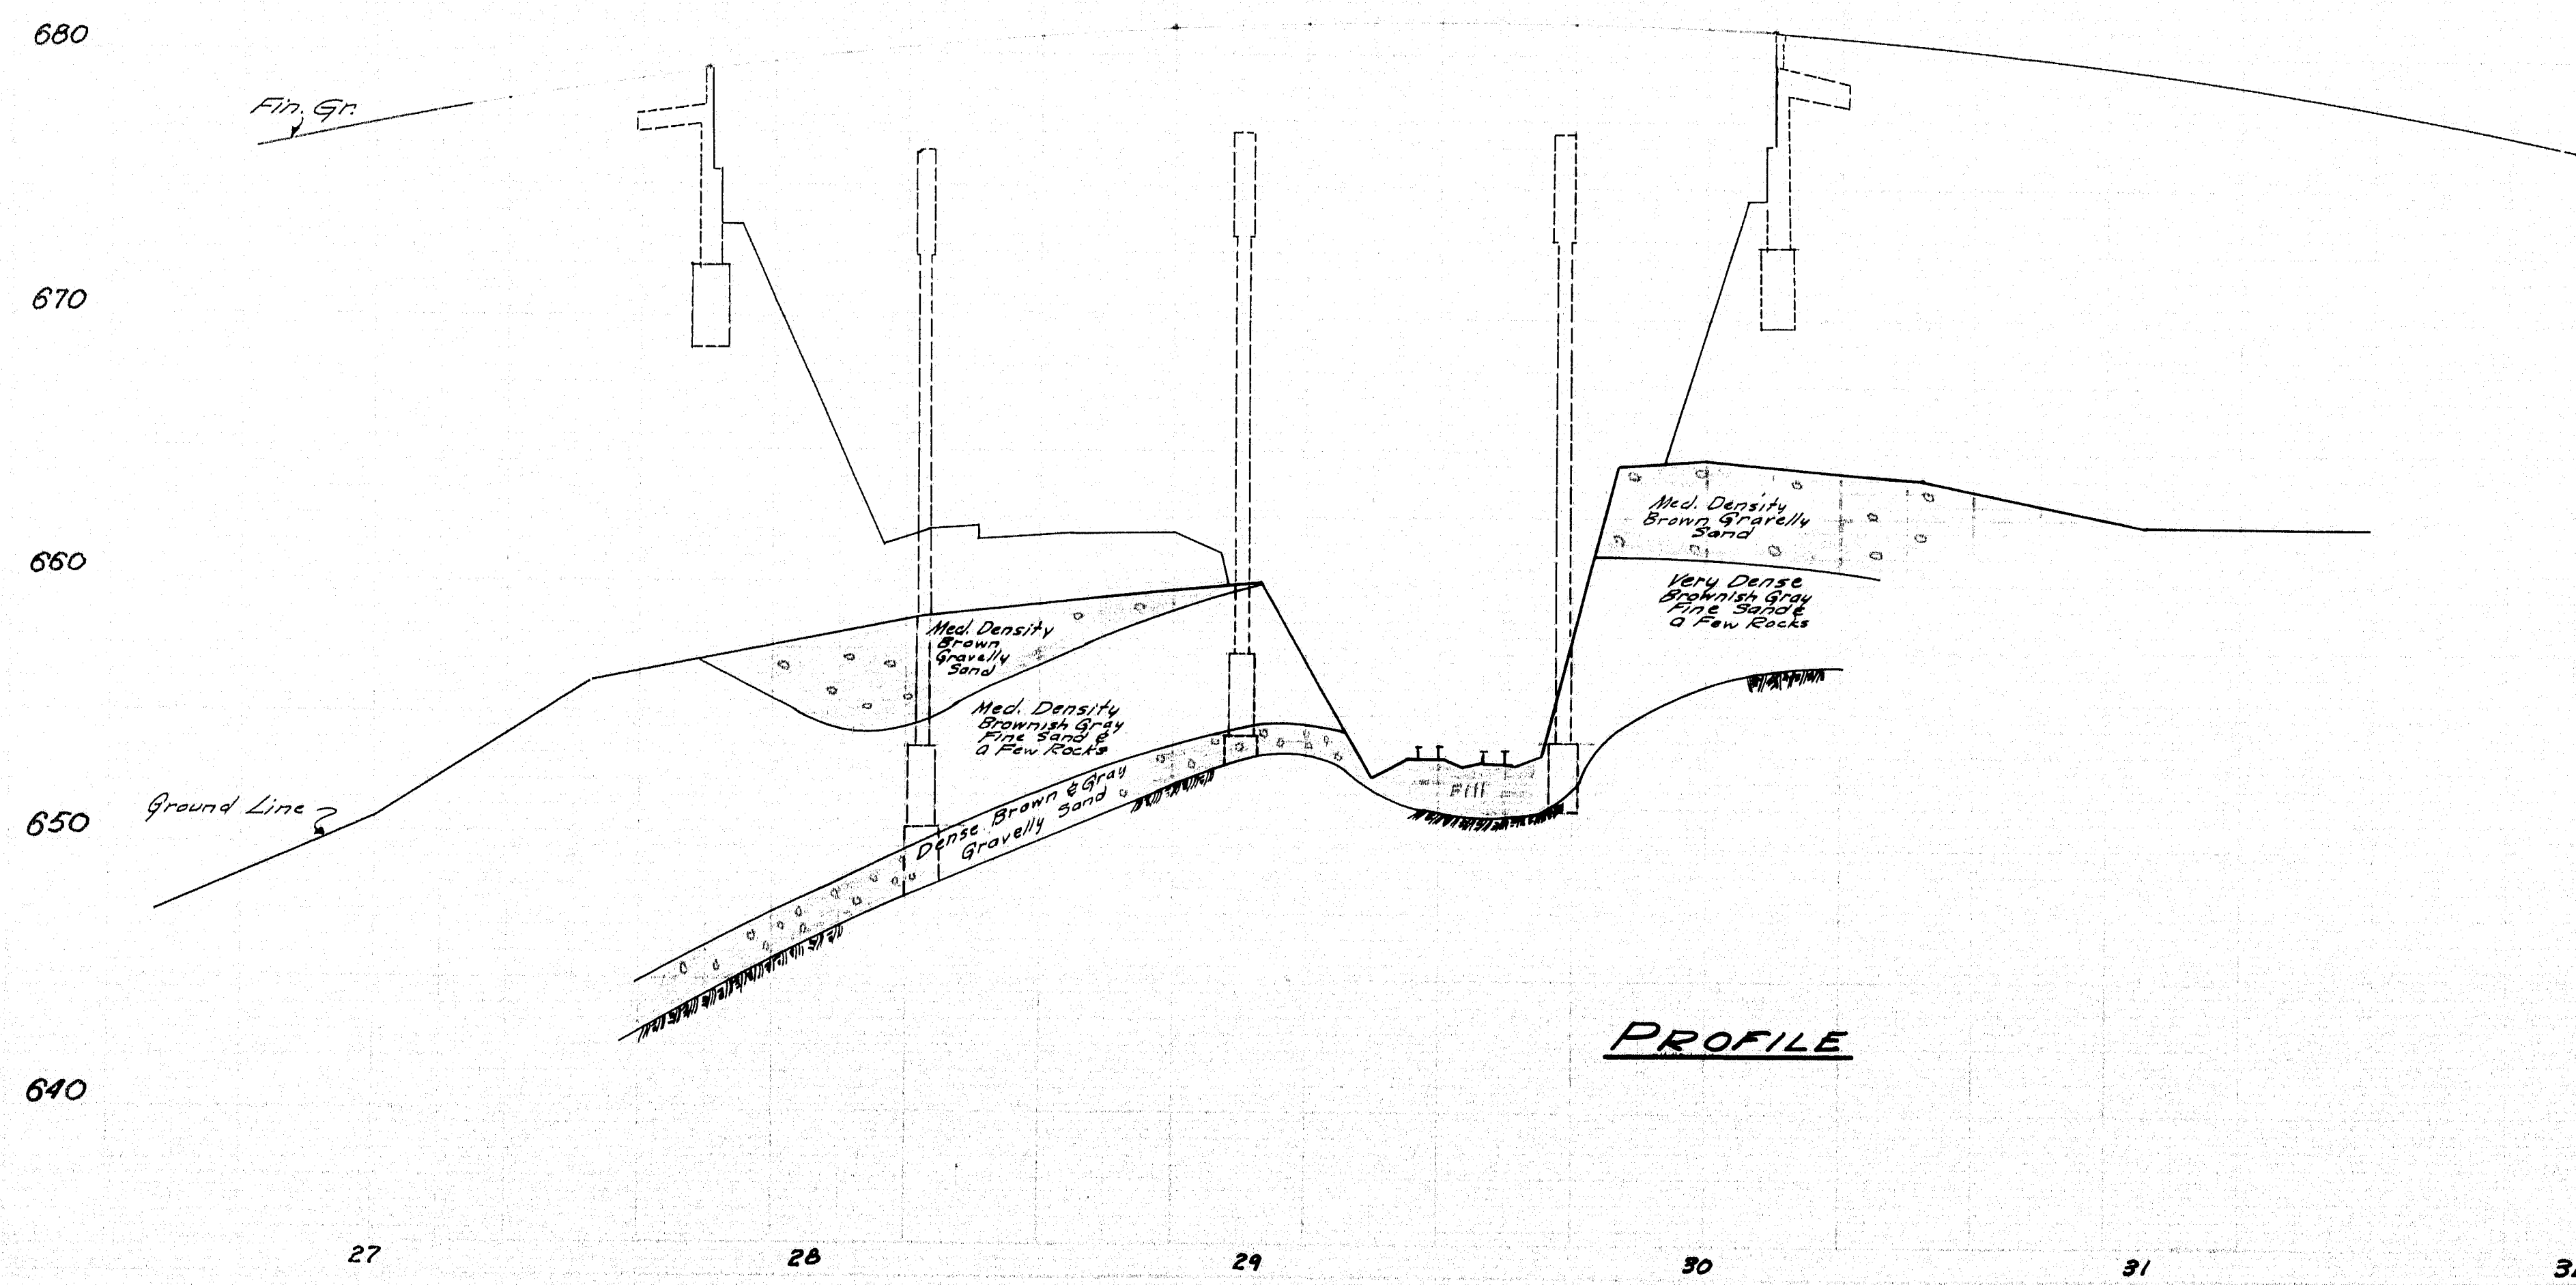 680
Fin. Gr.
670
660
Med. Density
Brown Gravelly
Sand
Very Dense
Brownish Gray
Fine Sand &
a Few Rocks
Med. Density
Brown
Gravelly
Sand
Med. Density
Brownish Gray
Fine Sand &
a Few Rocks
Fill
Ground Line
650
Dense Brown & Gray
Gravelly Sand
PROFILE
640
27 28 29 30 31